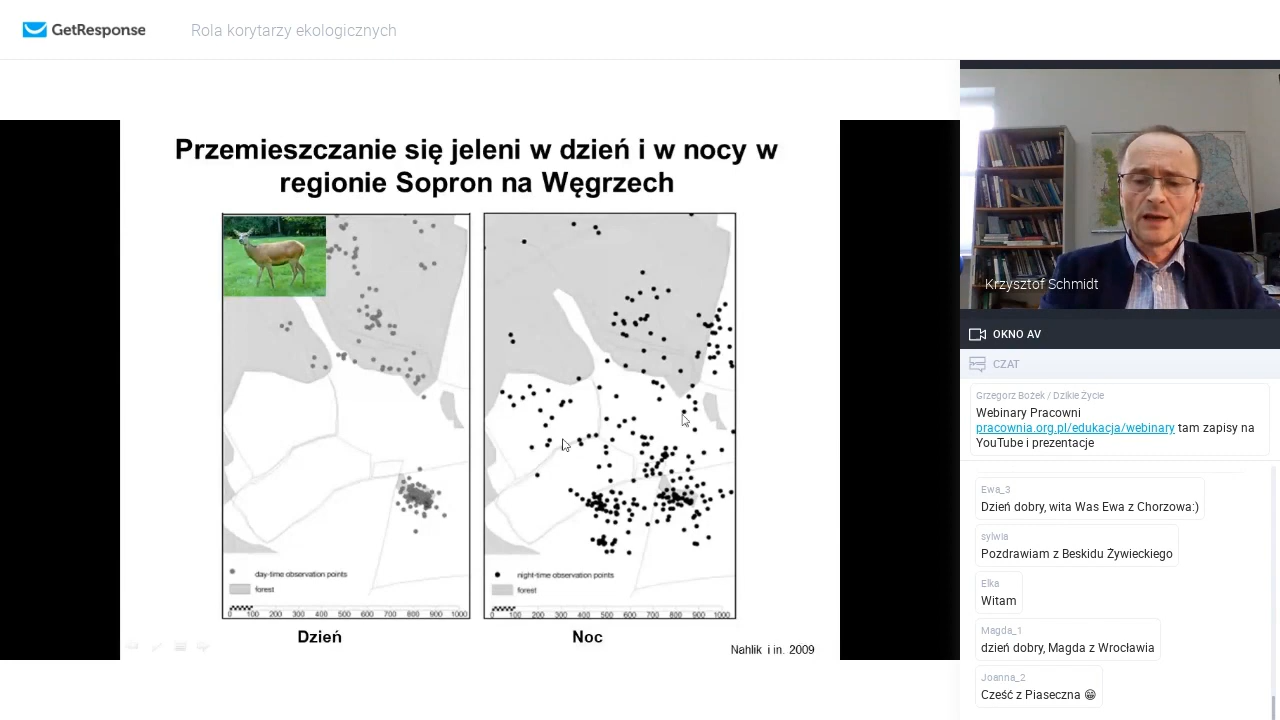 GetResponse
Rola korytarzy ekologicznych
Przemieszczanie się jeleni w dzień i w nocy w
regionie Sopron na Węgrzech
day-time observation points
forest
0 100 200 300 400 500 600 700 800 900 1000
Dzień
night-time observation points
forest
0 100 200 300 400 500 600 700 800 900 1000
Noc
Nahlik i in. 2009
Krzysztof Schmidt
OKNO AV
CZAT
Grzegorz Bożek / Dzikie Życie
Webinary Pracowni
pracownia.org.pl/edukacja/webinary tam zapisy na
YouTube i prezentacje
Ewa_3
Dzień dobry, wita Was Ewa z Chorzowa:)
sylwia
Pozdrawiam z Beskidu Żywieckiego
Elka
Witam
Magda_1
dzień dobry, Magda z Wrocławia
Joanna_2
Cześć z Piaseczna 😁